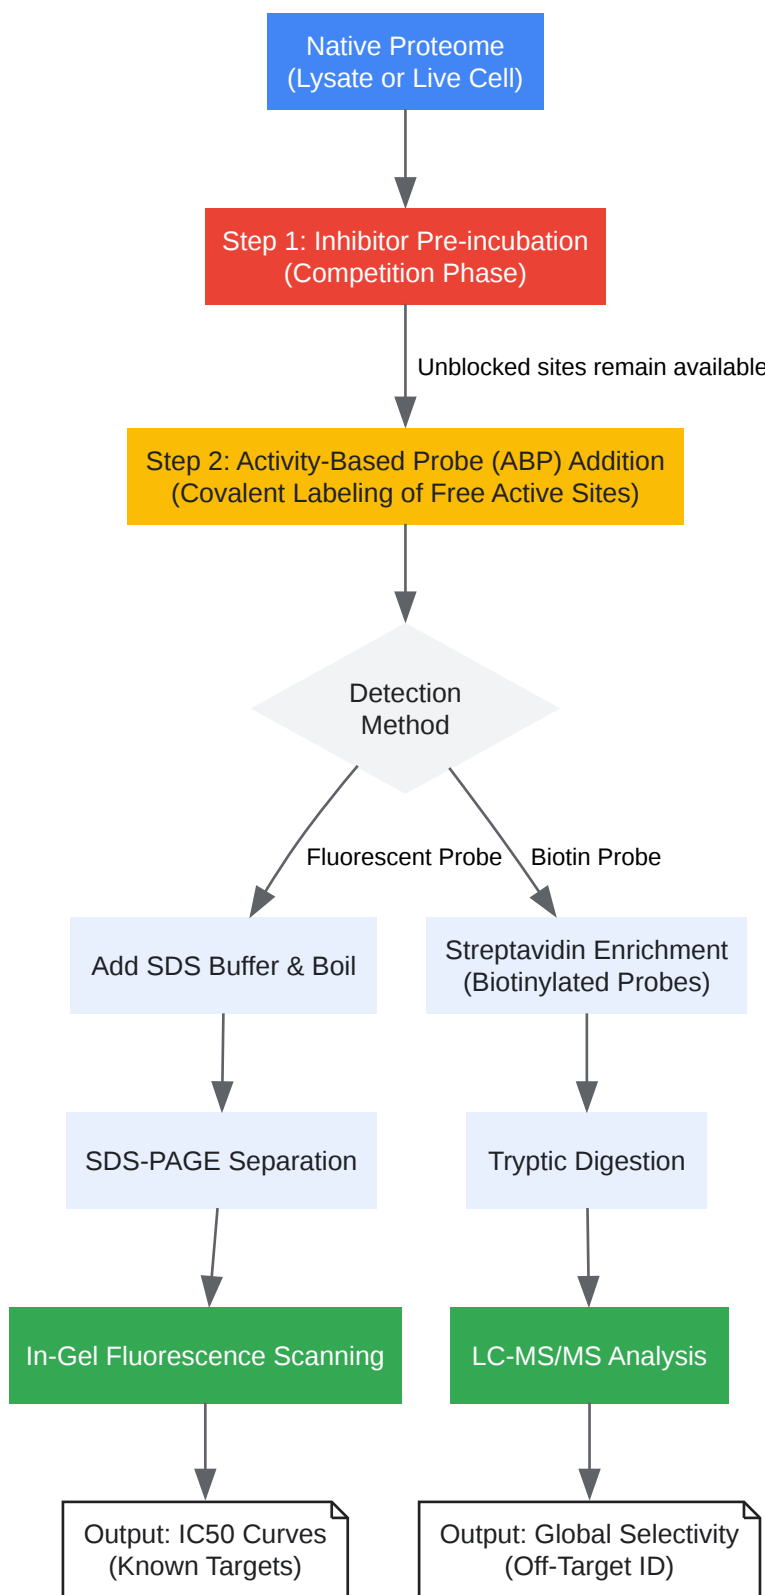 Native Proteome
(Lysate or Live Cell)
Step 1: Inhibitor Pre-incubation
(Competition Phase)
Unblocked sites remain available
Step 2: Activity-Based Probe (ABP) Addition
(Covalent Labeling of Free Active Sites)
Detection
Method
Fluorescent Probe
Biotin Probe
Add SDS Buffer & Boil
Streptavidin Enrichment
(Biotinylated Probes)
SDS-PAGE Separation
Tryptic Digestion
In-Gel Fluorescence Scanning
LC-MS/MS Analysis
Output: IC50 Curves
(Known Targets)
Output: Global Selectivity
(Off-Target ID)